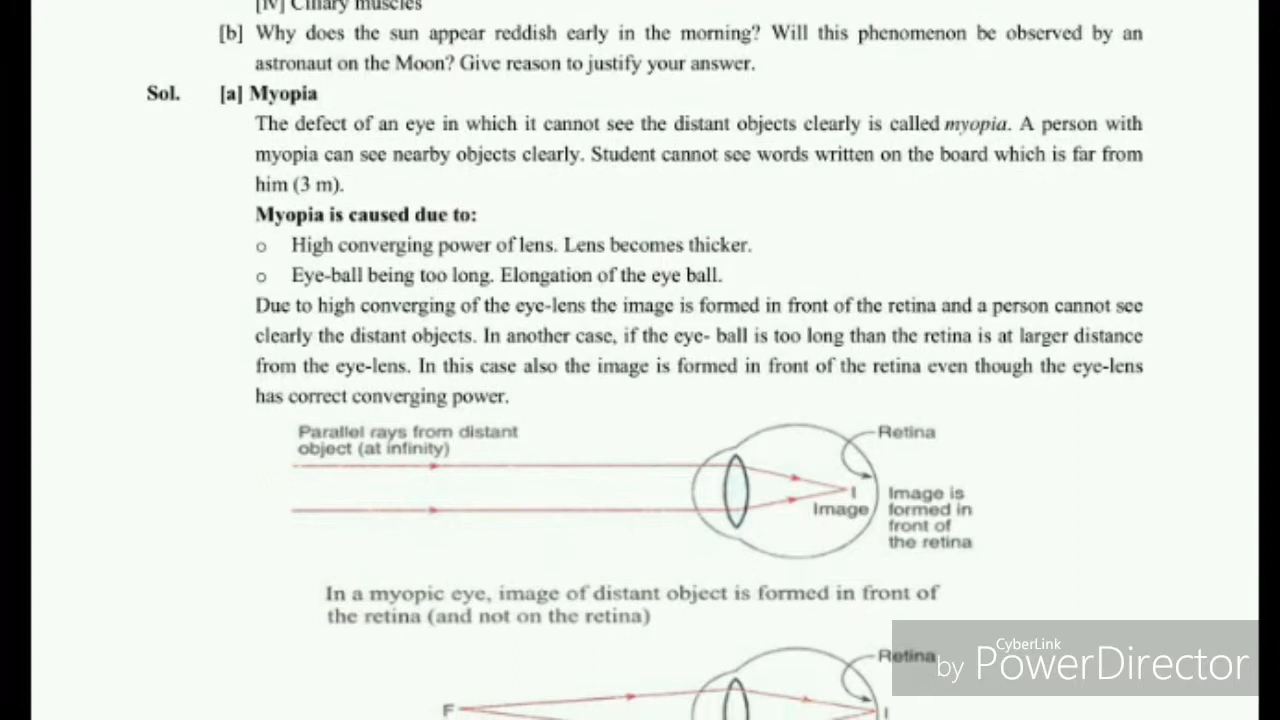 [iv] Ciliary muscles
[b] Why does the sun appear reddish early in the morning? Will this phenomenon be observed by an
astronaut on the Moon? Give reason to justify your answer.
Sol. [a] Myopia
The defect of an eye in which it cannot see the distant objects clearly is called myopia. A person with
myopia can see nearby objects clearly. Student cannot see words written on the board which is far from
him (3 m).
Myopia is caused due to:
o High converging power of lens. Lens becomes thicker.
o Eye-ball being too long. Elongation of the eye ball.
Due to high converging of the eye-lens the image is formed in front of the retina and a person cannot see
clearly the distant objects. In another case, if the eye- ball is too long than the retina is at larger distance
from the eye-lens. In this case also the image is formed in front of the retina even though the eye-lens
has correct converging power.
Parallel rays from distant
object (at infinity)
Retina
I
Image
Image is
formed in
front of
the retina
In a myopic eye, image of distant object is formed in front of
the retina (and not on the retina)
Retina
F
I
CyberLink
by PowerDirector